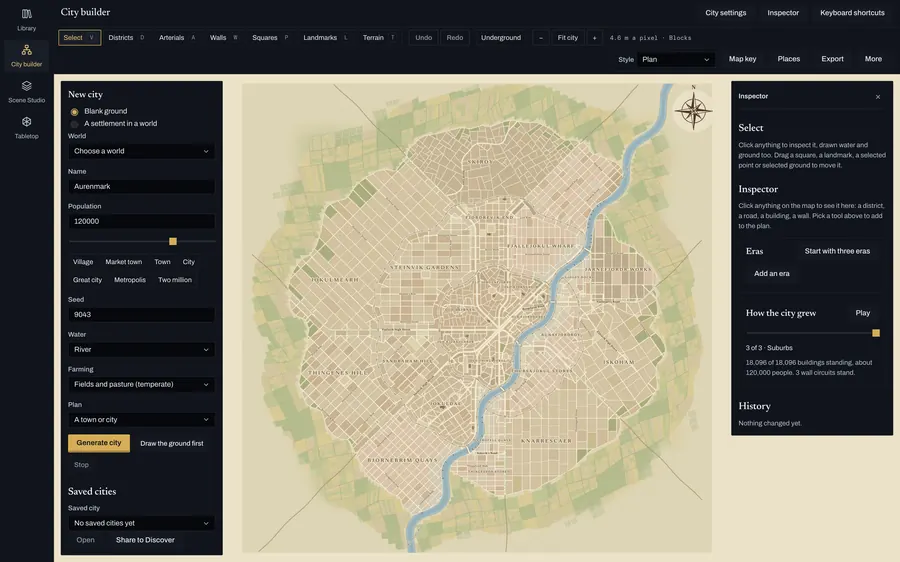 City builder
City settings
Inspector
Keyboard shortcuts
Library
City builder
Scene Studio
Tabletop
Select V
Districts D
Arterials A
Walls W
Squares P
Landmarks L
Terrain T
Undo
Redo
Underground
−
Fit city
+
4.6 m a pixel · Blocks
Style
Plan
Map key
Places
Export
More
New city
Blank ground
A settlement in a world
World
Choose a world
Name
Aurenmark
Population
120000
Village
Market town
Town
City
Great city
Metropolis
Two million
Seed
9043
Water
River
Farming
Fields and pasture (temperate)
Plan
A town or city
Generate city
Draw the ground first
Stop
Saved cities
Saved city
No saved cities yet
Open
Share to Discover
N
STEINVIK GARDENS
THINGENES HILL
ISKOHAM
KNARRESCAER
BJORNEBRIM QUAYS
Inspector
×
Select
Click anything to inspect it, drawn water and
ground too. Drag a square, a landmark, a selected
point or selected ground to move it.
Inspector
Click anything on the map to see it here: a district,
a road, a building, a wall. Pick a tool above to add
to the plan.
Eras
Start with three eras
Add an era
How the city grew
Play
3 of 3 · Suburbs
18,096 of 18,096 buildings standing, about
120,000 people. 3 wall circuits stand.
History
Nothing changed yet.